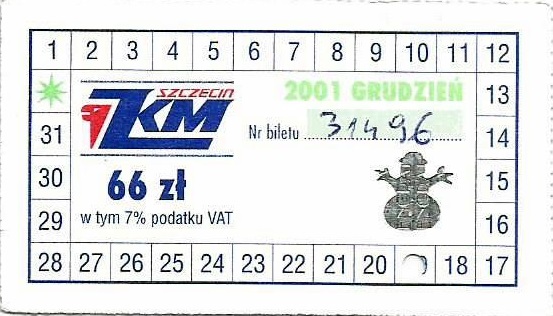 1 2 3 4 5 6 7 8 9 10 11 12
SZCZECIN
ZKM
2001 GRUDZIEŃ
13
31
Nr biletu 31496
14
30
66 zł
15
29
w tym 7% podatku VAT
16
28 27 26 25 24 23 22 21 20 18 17